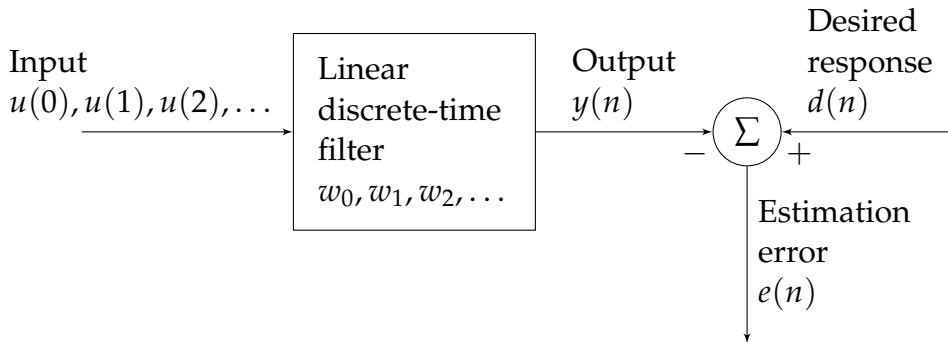 Input
u(0), u(1), u(2), ...
Linear
discrete-time
filter
w₀, w₁, w₂, ...
Output
y(n)
Desired
response
d(n)
Σ
− +
Estimation
error
e(n)